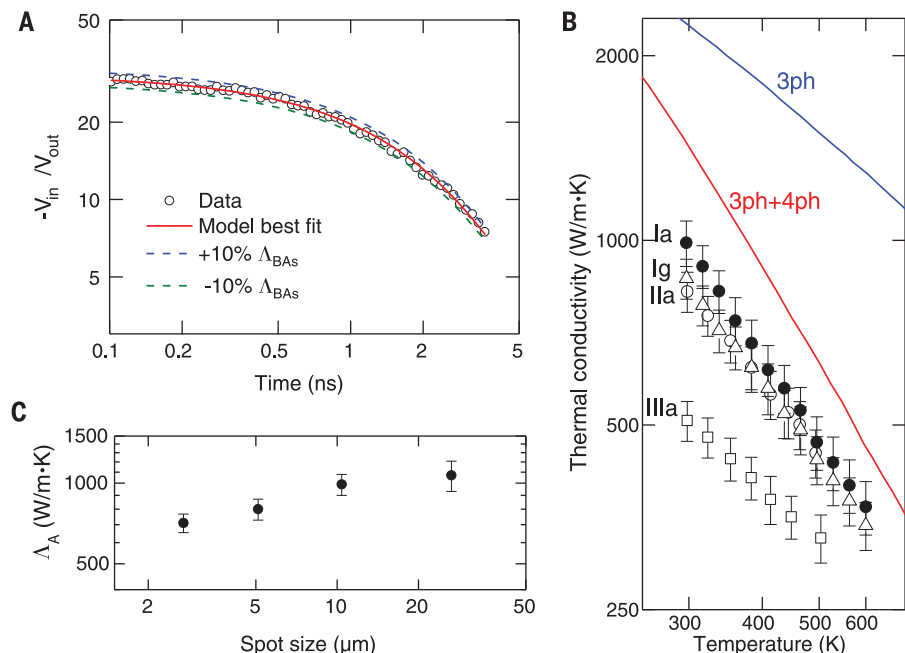 A
50
20
10
5
-V_in /V_out
Data
Model best fit
+10% Λ_BAs
-10% Λ_BAs
0.1 0.2 0.5 1 2 5
Time (ns)
C
1500
1000
500
Λ_A (W/m•K)
2 5 10 20 50
Spot size (µm)
B
2000
1000
500
250
Thermal conductivity (W/m•K)
3ph
3ph+4ph
Ia
Ig
IIa
IIIa
300 400 500 600
Temperature (K)